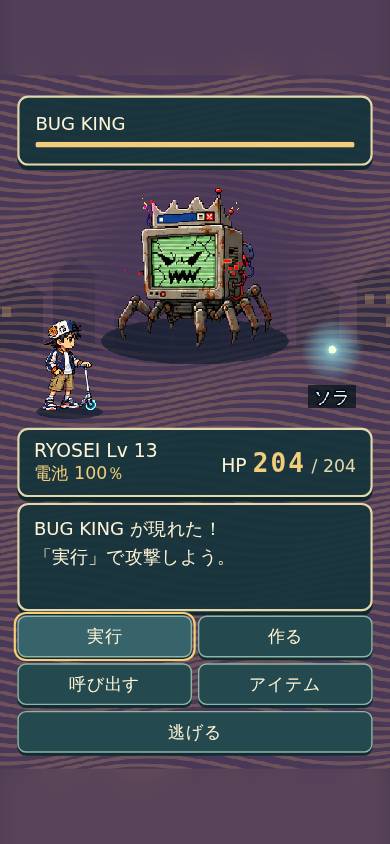 BUG KING
ソラ
RYOSEI Lv 13
電池 100％
HP 204 / 204
BUG KING が現れた！
「実行」で攻撃しよう。
実行
作る
呼び出す
アイテム
逃げる